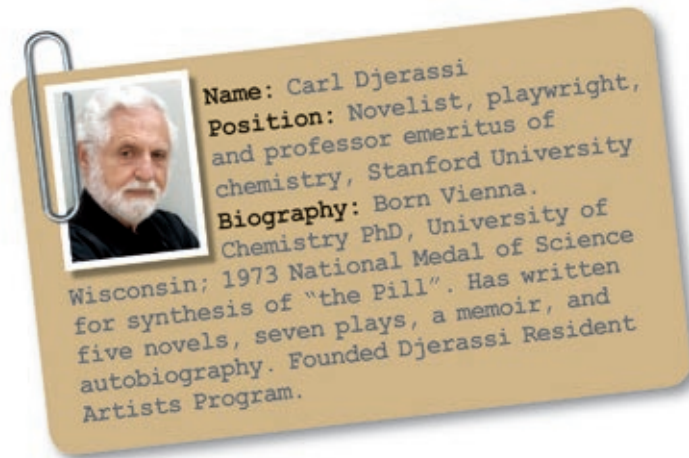 Name: Carl Djerassi
Position: Novelist, playwright,
and professor emeritus of
chemistry, Stanford University
Biography: Born Vienna.
Chemistry PhD, University of
Wisconsin; 1973 National Medal of Science
for synthesis of “the Pill”. Has written
five novels, seven plays, a memoir, and
autobiography. Founded Djerassi Resident
Artists Program.